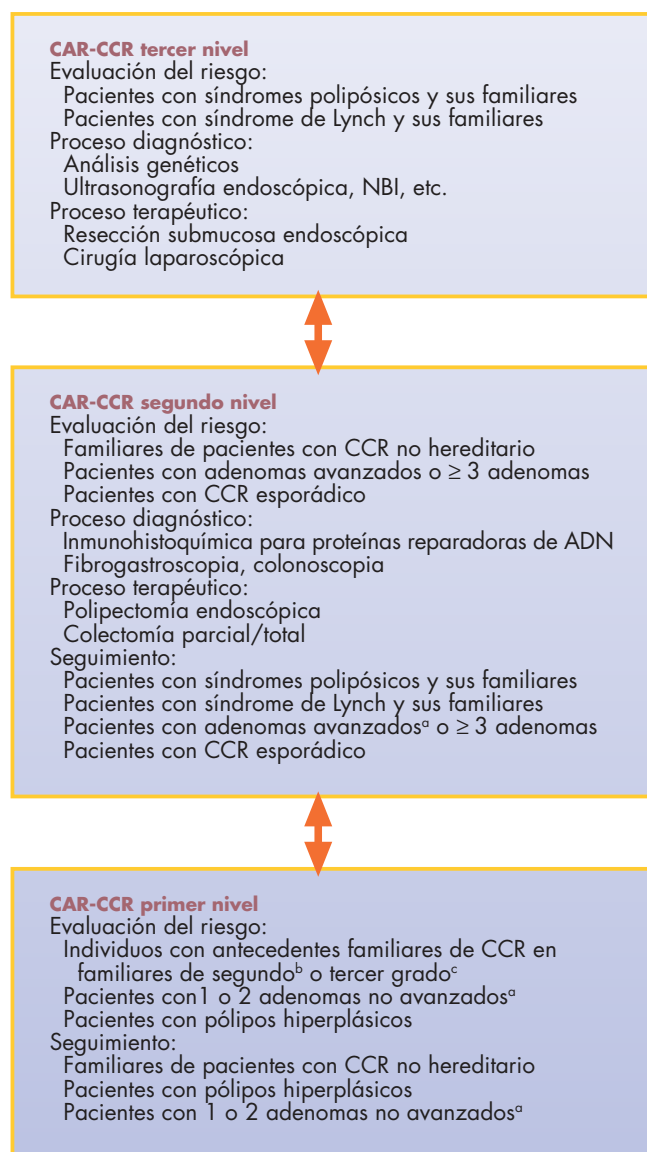 CAR-CCR tercer nivel
Evaluación del riesgo:
Pacientes con síndromes polipósicos y sus familiares
Pacientes con síndrome de Lynch y sus familiares
Proceso diagnóstico:
Análisis genéticos
Ultrasonografía endoscópica, NBI, etc.
Proceso terapéutico:
Resección submucosa endoscópica
Cirugía laparoscópica
CAR-CCR segundo nivel
Evaluación del riesgo:
Familiares de pacientes con CCR no hereditario
Pacientes con adenomas avanzados o ≥ 3 adenomas
Pacientes con CCR esporádico
Proceso diagnóstico:
Inmunohistoquímica para proteínas reparadoras de ADN
Fibrogastroscopia, colonoscopia
Proceso terapéutico:
Polipectomía endoscópica
Colectomía parcial/total
Seguimiento:
Pacientes con síndromes polipósicos y sus familiares
Pacientes con síndrome de Lynch y sus familiares
Pacientes con adenomas avanzadosᵃ o ≥ 3 adenomas
Pacientes con CCR esporádico
CAR-CCR primer nivel
Evaluación del riesgo:
Individuos con antecedentes familiares de CCR en
familiares de segundoᵇ o tercer gradoᶜ
Pacientes con1 o 2 adenomas no avanzadosᵃ
Pacientes con pólipos hiperplásicos
Seguimiento:
Familiares de pacientes con CCR no hereditario
Pacientes con pólipos hiperplásicos
Pacientes con 1 o 2 adenomas no avanzadosᵃ